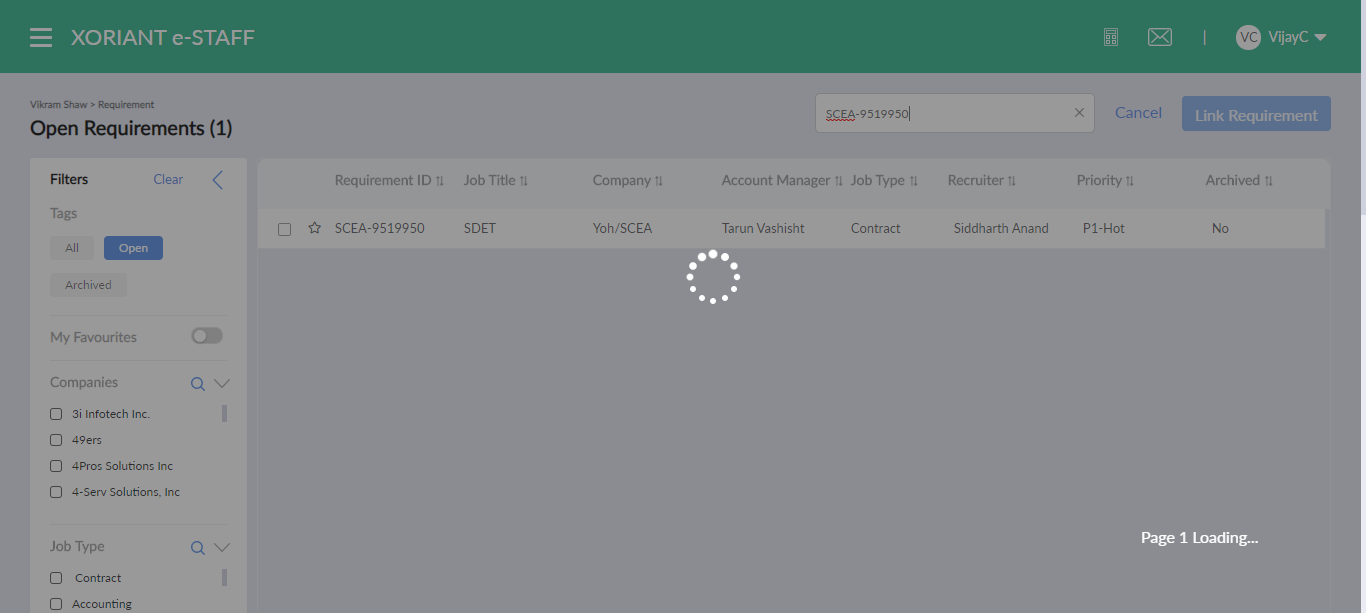 XORIANT e-STAFF
| VC VijayC
Vikram Shaw > Requirement
Open Requirements (1)
SCEA-9519950 Cancel Link Requirement
Filters Clear
Tags
All Open
Archived
My Favourites
Companies
3i Infotech Inc.
49ers
4Pros Solutions Inc
4-Serv Solutions, Inc
Job Type
Contract
Accounting
Requirement ID Job Title Company Account Manager Job Type Recruiter Priority Archived
SCEA-9519950 SDET Yoh/SCEA Tarun Vashisht Contract Siddharth Anand P1-Hot No
Page 1 Loading...